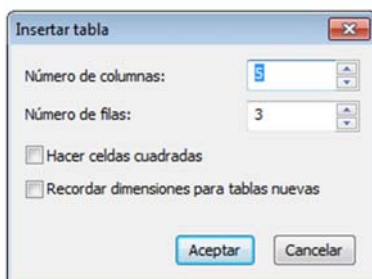 Insertar tabla
Número de columnas: 5
Número de filas: 3
Hacer celdas cuadradas
Recordar dimensiones para tablas nuevas
Aceptar Cancelar